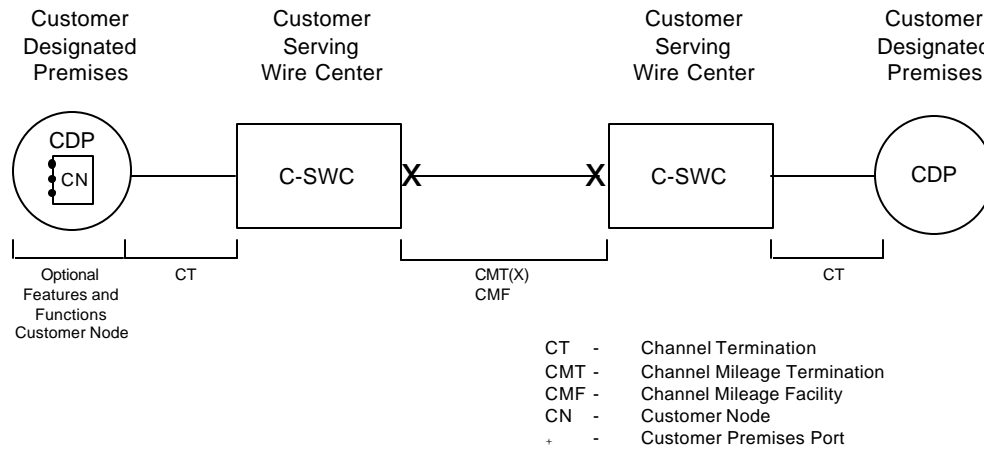 Customer
Designated
Premises
Customer
Serving
Wire Center
Customer
Serving
Wire Center
Customer
Designated
Premises
CDP
CN
C-SWC
X
X
C-SWC
CDP
Optional
Features and
Functions
Customer Node
CT
CMT(X)
CMF
CT
CT - Channel Termination
CMT - Channel Mileage Termination
CMF - Channel Mileage Facility
CN - Customer Node
+ - Customer Premises Port